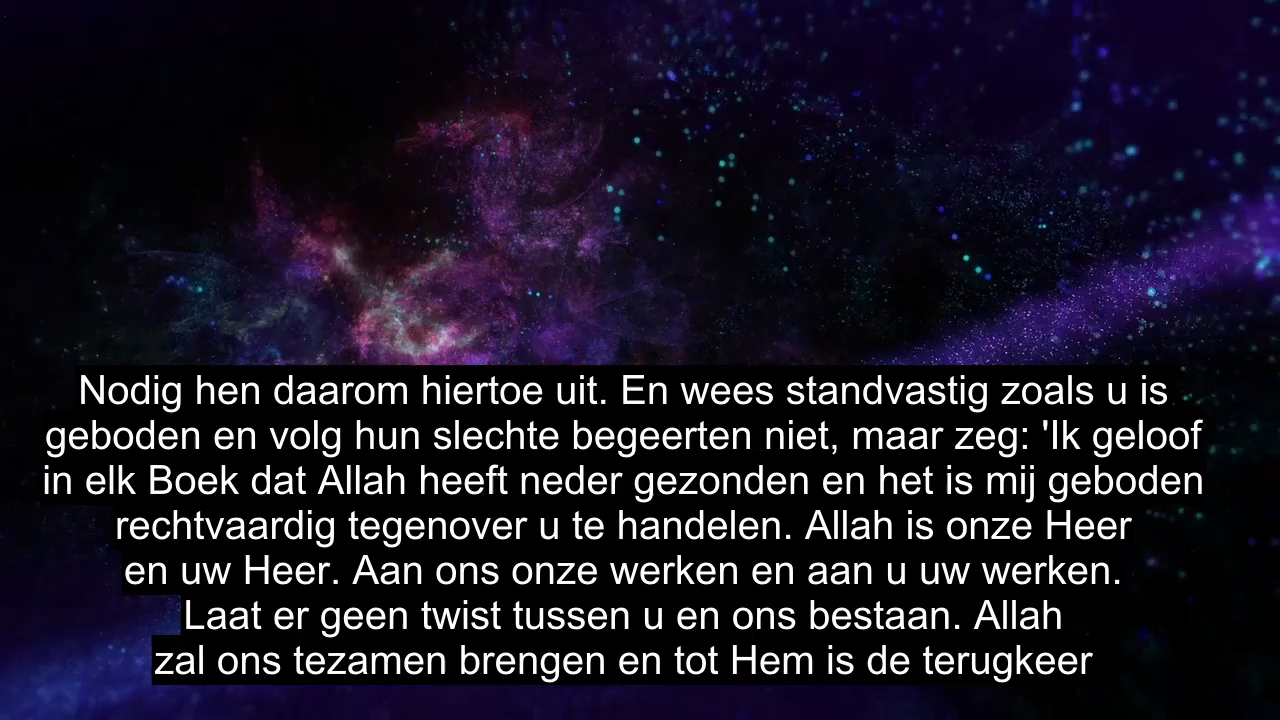 Nodig hen daarom hiertoe uit. En wees standvastig zoals u is
geboden en volg hun slechte begeerten niet, maar zeg: 'Ik geloof
in elk Boek dat Allah heeft neder gezonden en het is mij geboden
rechtvaardig tegenover u te handelen. Allah is onze Heer
en uw Heer. Aan ons onze werken en aan u uw werken.
Laat er geen twist tussen u en ons bestaan. Allah
zal ons tezamen brengen en tot Hem is de terugkeer